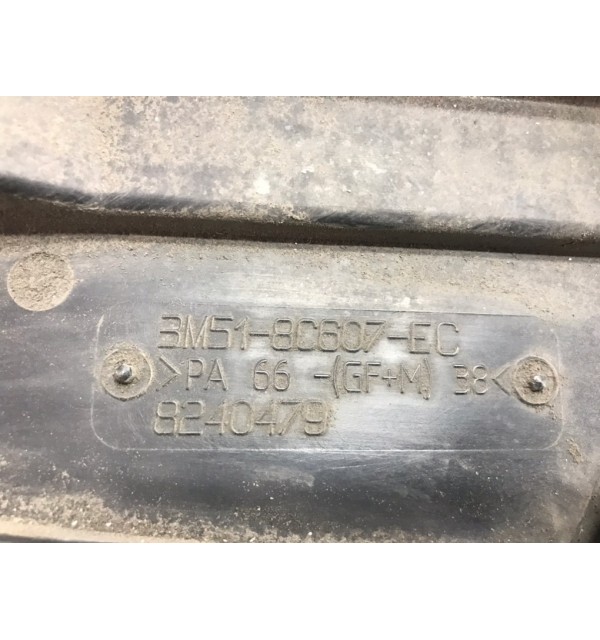 3M51-8C607-EC
>PA 66 -(GF+M) 38<
8240479